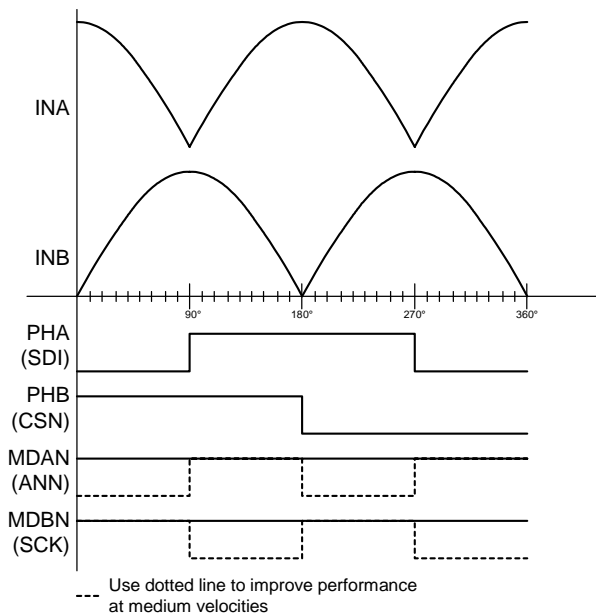 INA
INB
90° 180° 270° 360°
PHA
(SDI)
PHB
(CSN)
MDAN
(ANN)
MDBN
(SCK)
Use dotted line to improve performance
at medium velocities